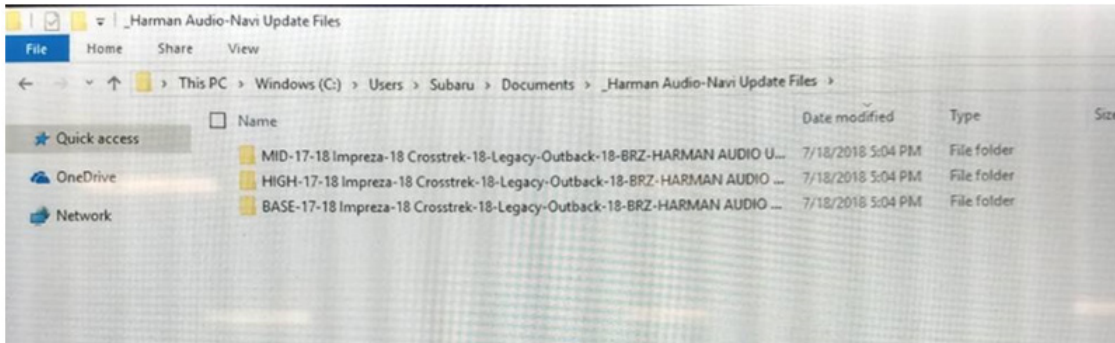 _Harman Audio-Navi Update Files
File Home Share View
This PC > Windows (C:) > Users > Subaru > Documents > _Harman Audio-Navi Update Files >
Name Date modified Type Size
Quick access
MID-17-18 Impreza-18 Crosstrek-18-Legacy-Outback-18-BRZ-HARMAN AUDIO U... 7/18/2018 5:04 PM File folder
OneDrive
HIGH-17-18 Impreza-18 Crosstrek-18-Legacy-Outback-18-BRZ-HARMAN AUDIO ... 7/18/2018 5:04 PM File folder
Network
BASE-17-18 Impreza-18 Crosstrek-18-Legacy-Outback-18-BRZ-HARMAN AUDIO ... 7/18/2018 5:04 PM File folder